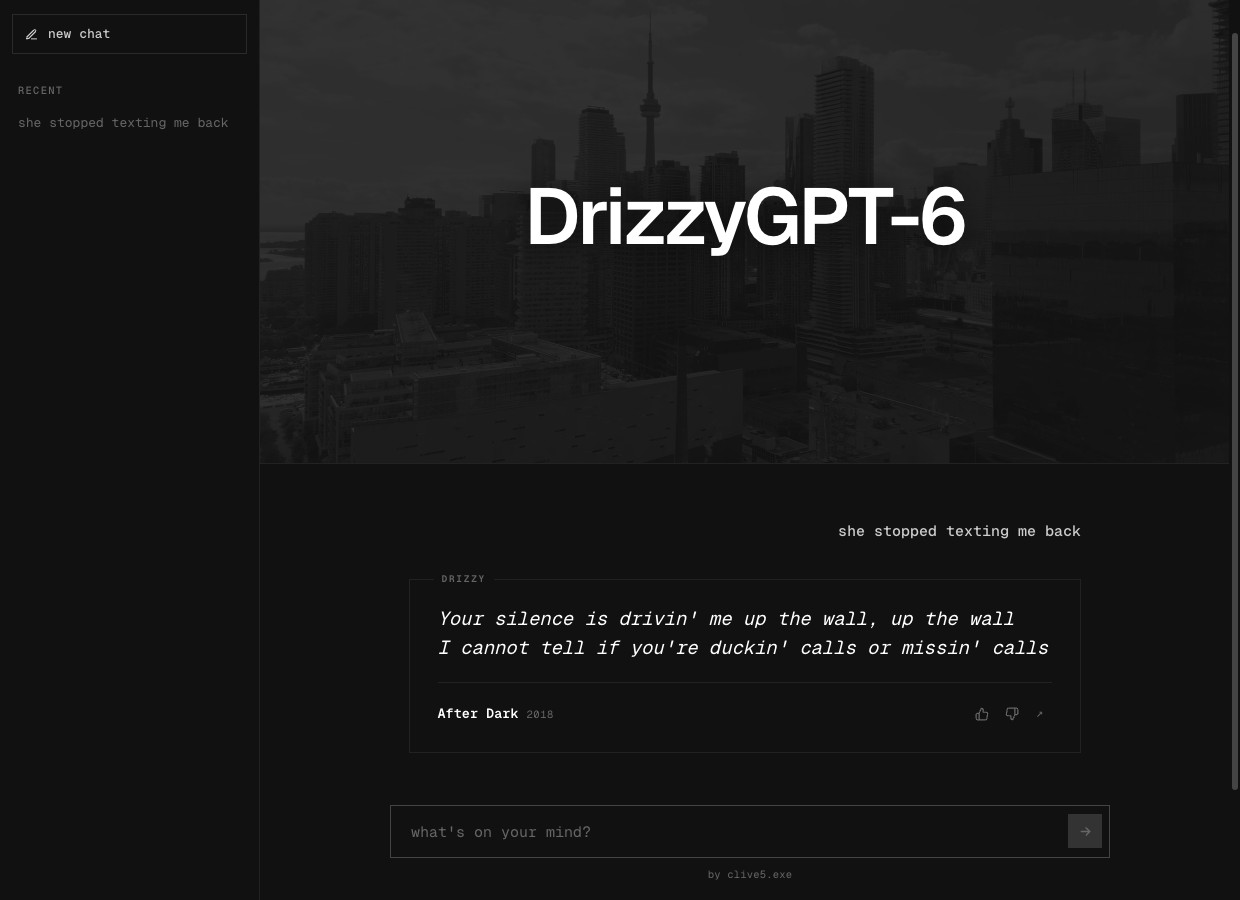 new chat
RECENT
she stopped texting me back
DrizzyGPT-6
she stopped texting me back
DRIZZY
Your silence is drivin' me up the wall, up the wall
I cannot tell if you're duckin' calls or missin' calls
After Dark 2018
what's on your mind?
by clive5.exe